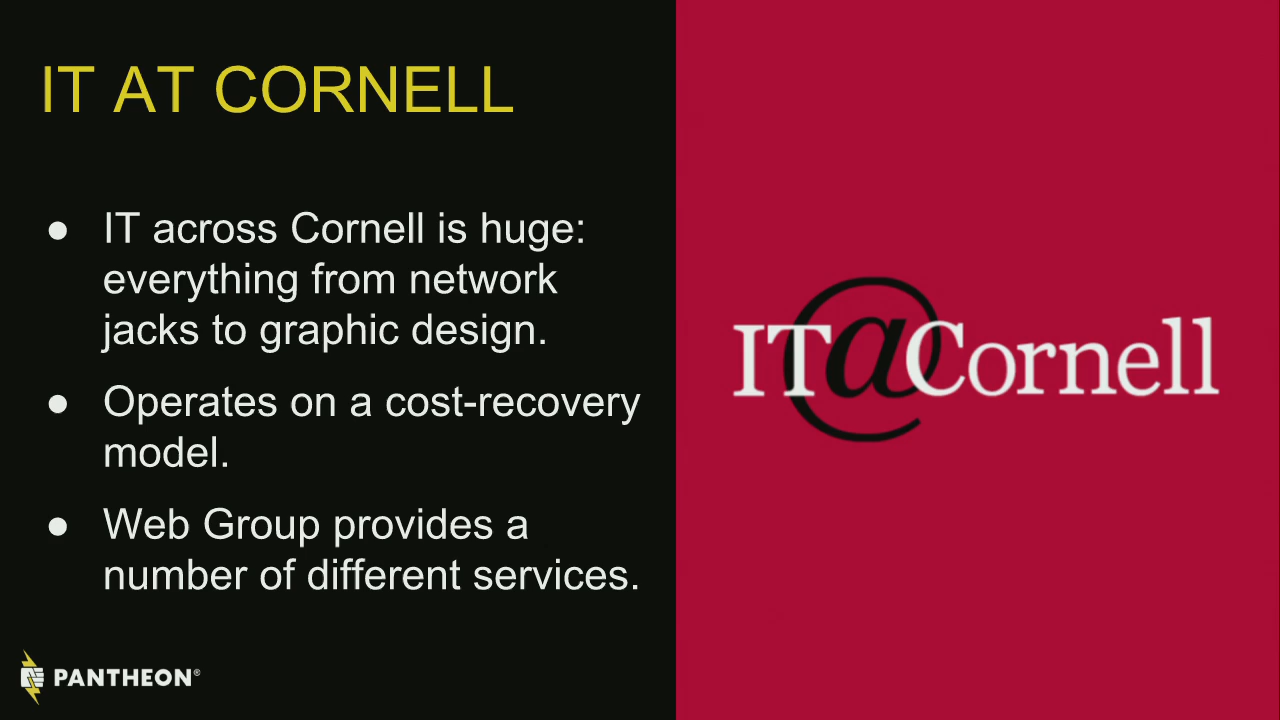 IT AT CORNELL
● IT across Cornell is huge:
everything from network
jacks to graphic design.
● Operates on a cost-recovery
model.
● Web Group provides a
number of different services.
PANTHEON®
IT@Cornell